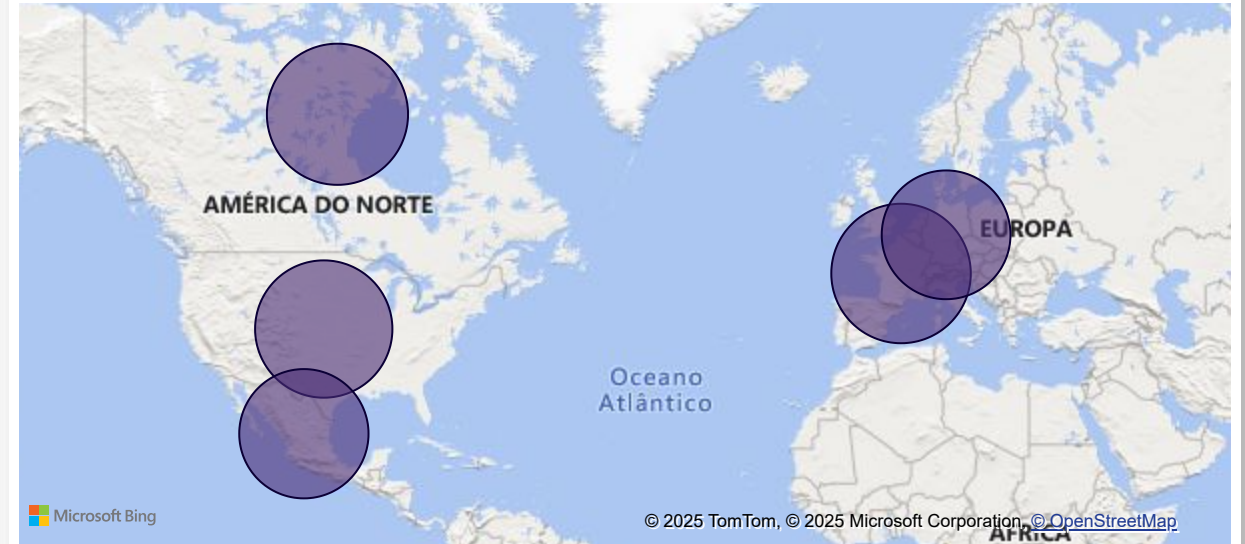 AMÉRICA DO NORTE
EUROPA
Oceano
Atlântico
Microsoft Bing
© 2025 TomTom, © 2025 Microsoft Corporation, © OpenStreetMap
ÁFRICA